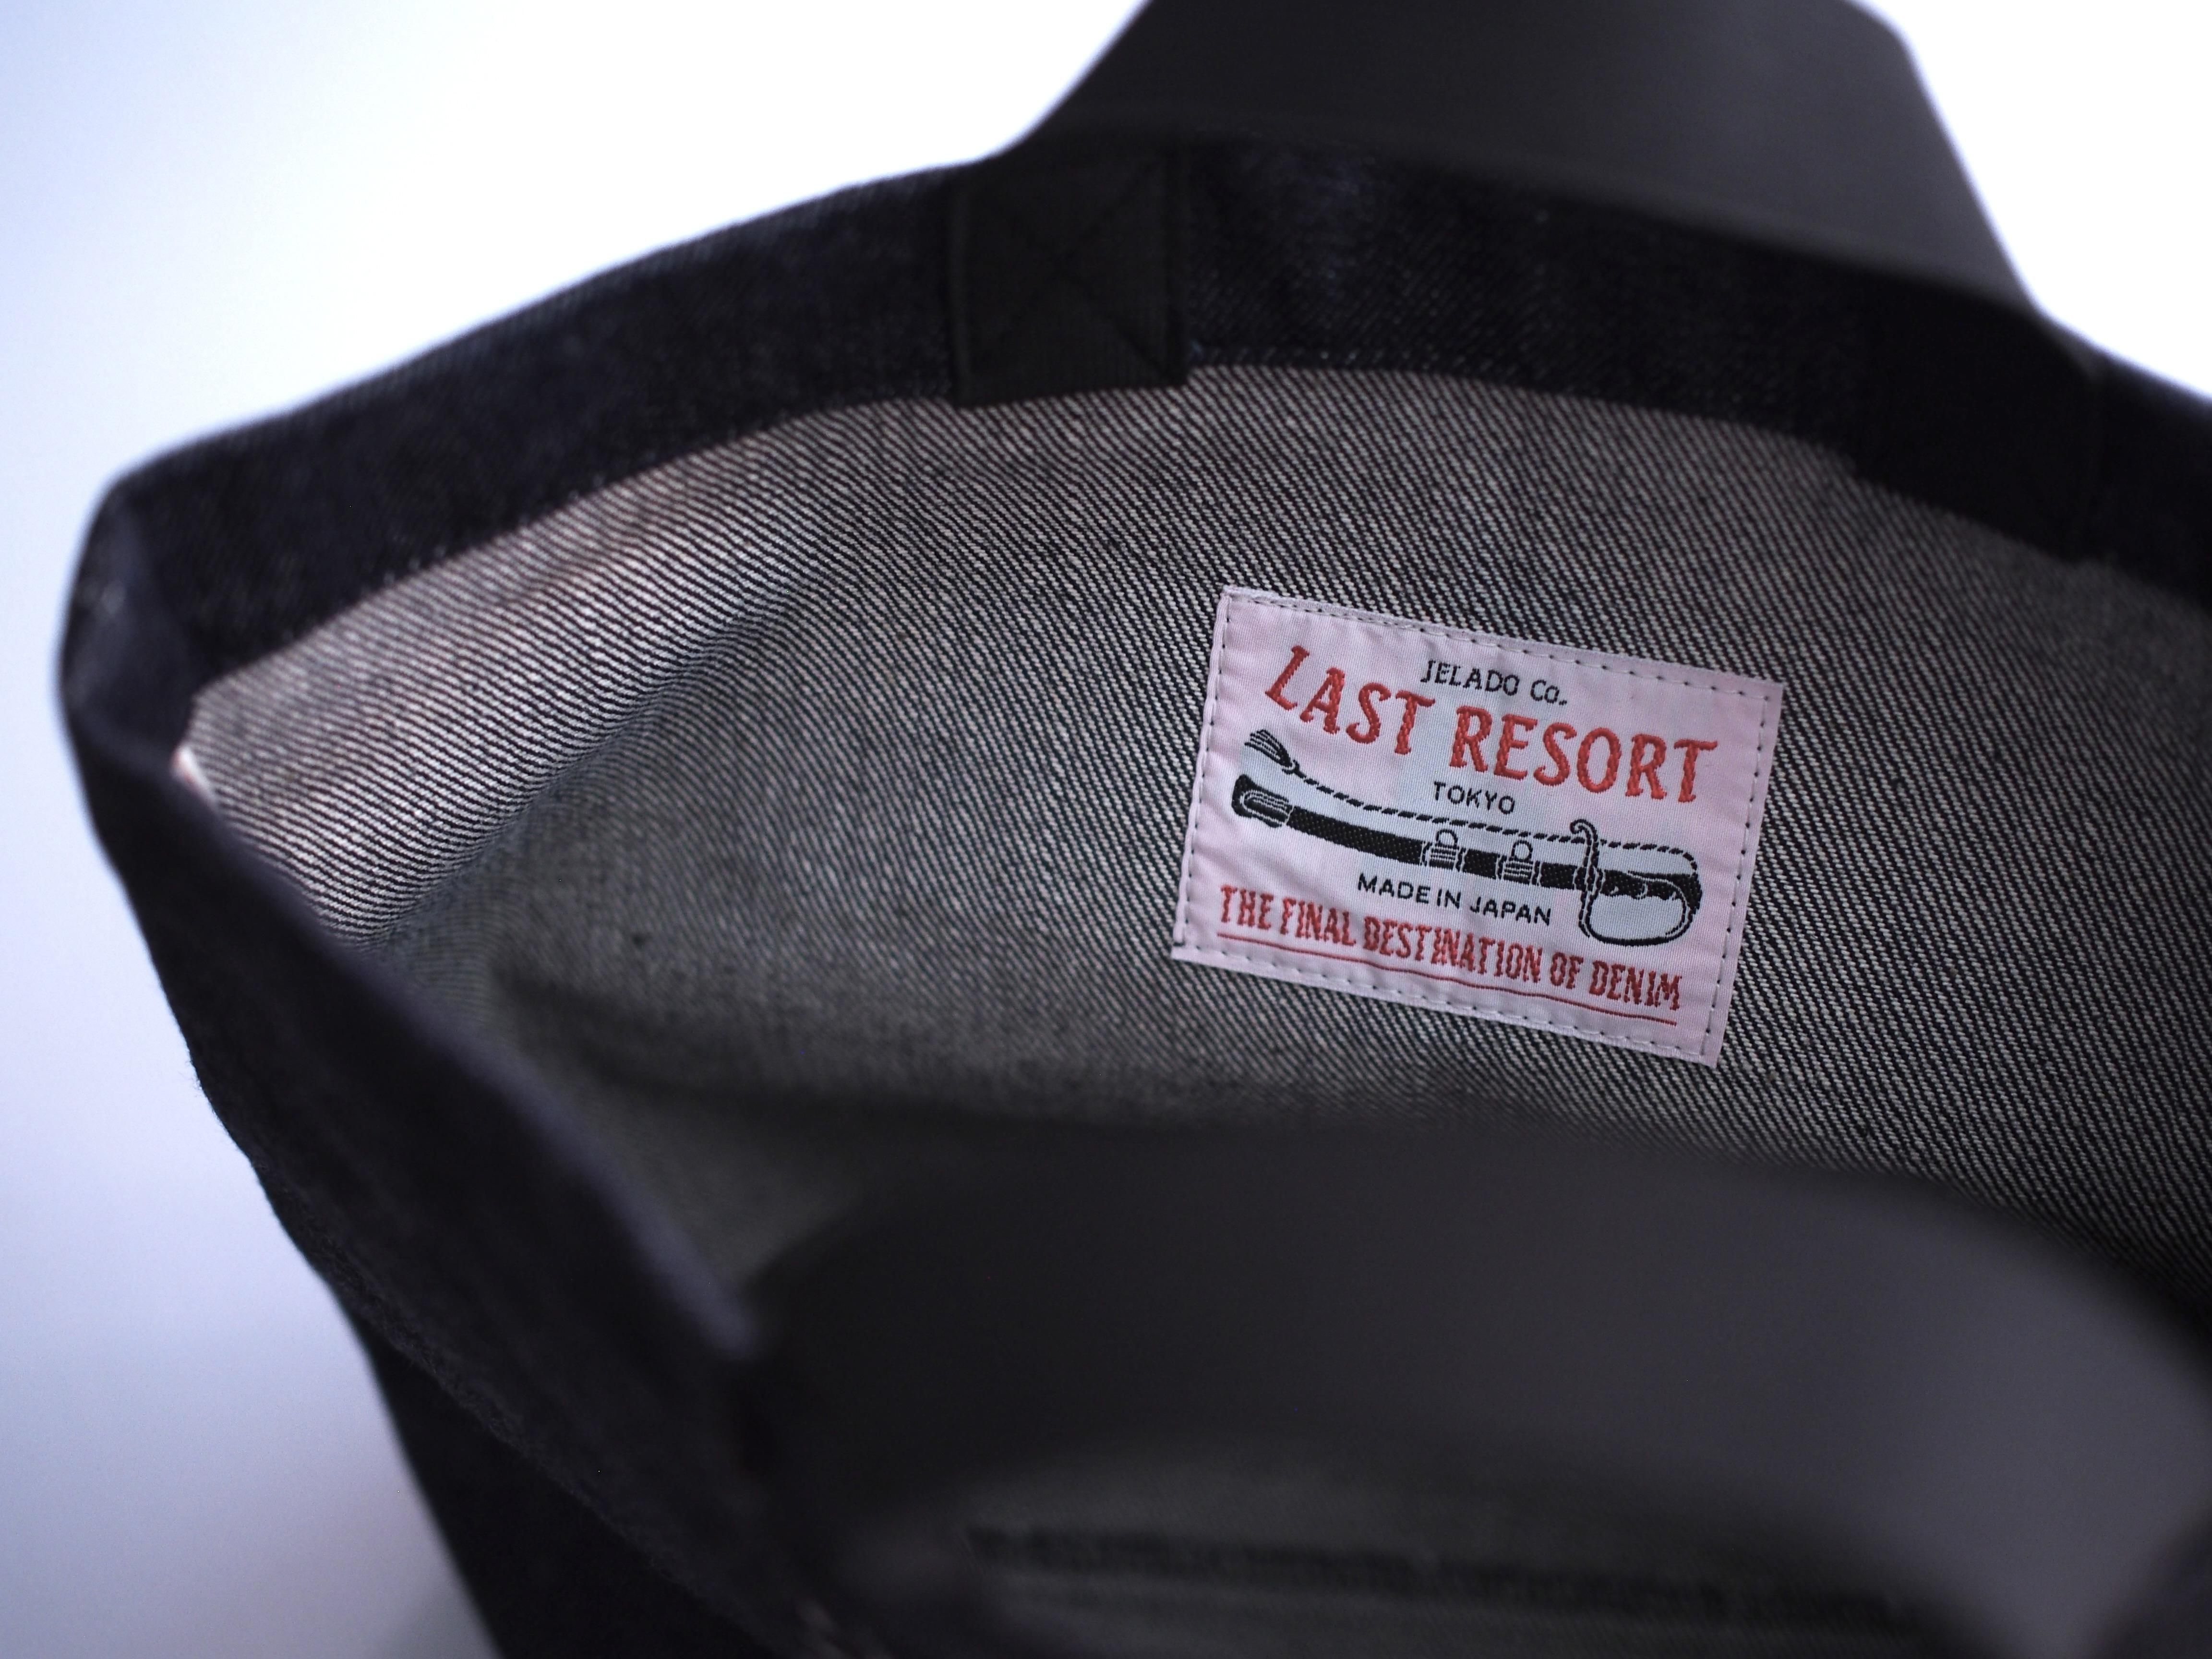 JELADO Co.
LAST RESORT
TOKYO
MADE IN JAPAN
THE FINAL DESTINATION OF DENIM